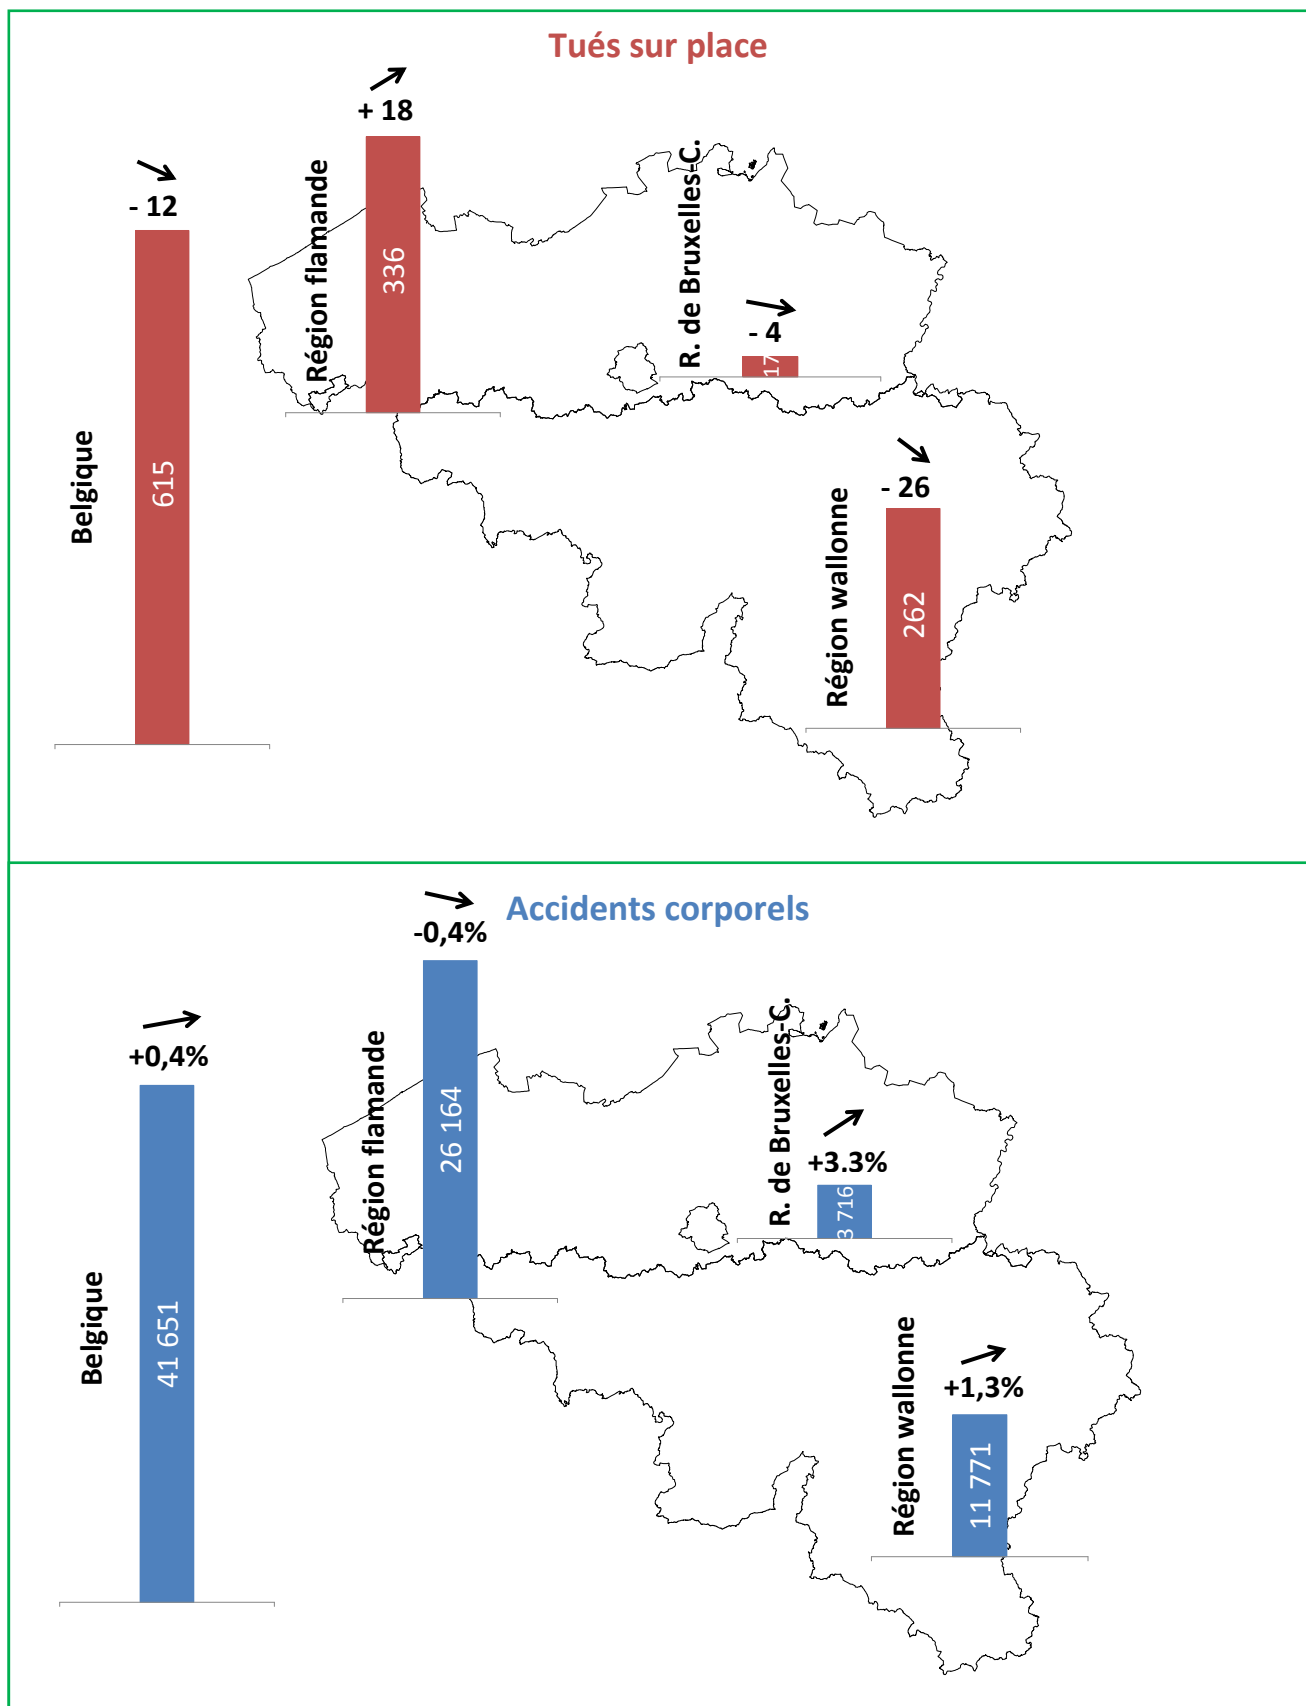 Tués sur place
+ 18
- 12
Région flamande
336
R. de Bruxelles-C.
- 4
17
Belgique
615
- 26
Région wallonne
262
Accidents corporels
-0,4%
+0,4%
Région flamande
26 164
R. de Bruxelles-C.
+3.3%
3 716
Belgique
41 651
+1,3%
Région wallonne
11 771